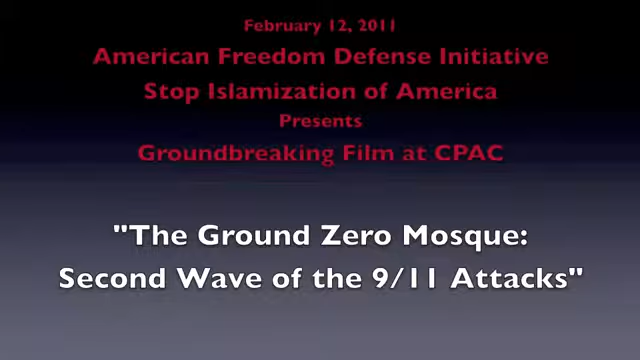 February 12, 2011
American Freedom Defense Initiative
Stop Islamization of America
Presents
Groundbreaking Film at CPAC
"The Ground Zero Mosque:
Second Wave of the 9/11 Attacks"